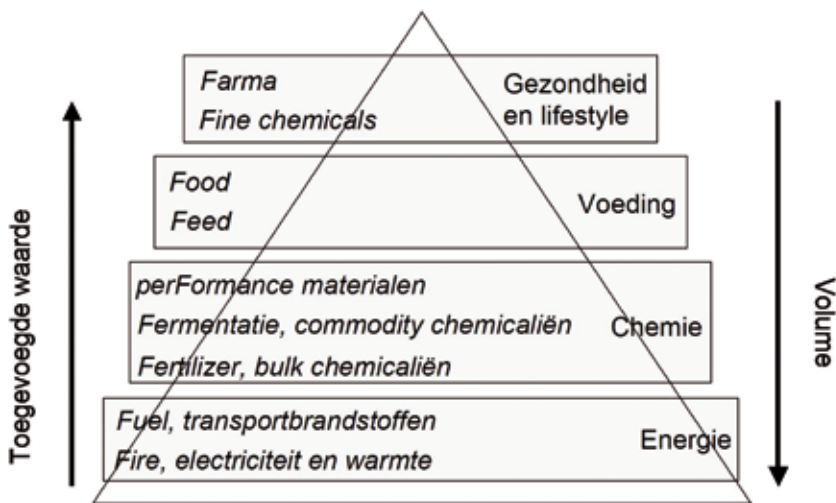 Farma
Fine chemicals
Gezondheid
en lifestyle
Food
Feed
Voeding
perFormance materialen
Fermentatie, commodity chemicaliën
Fertilizer, bulk chemicaliën
Chemie
Fuel, transportbrandstoffen
Fire, electriciteit en warmte
Energie
Toegevoegde waarde
Volume